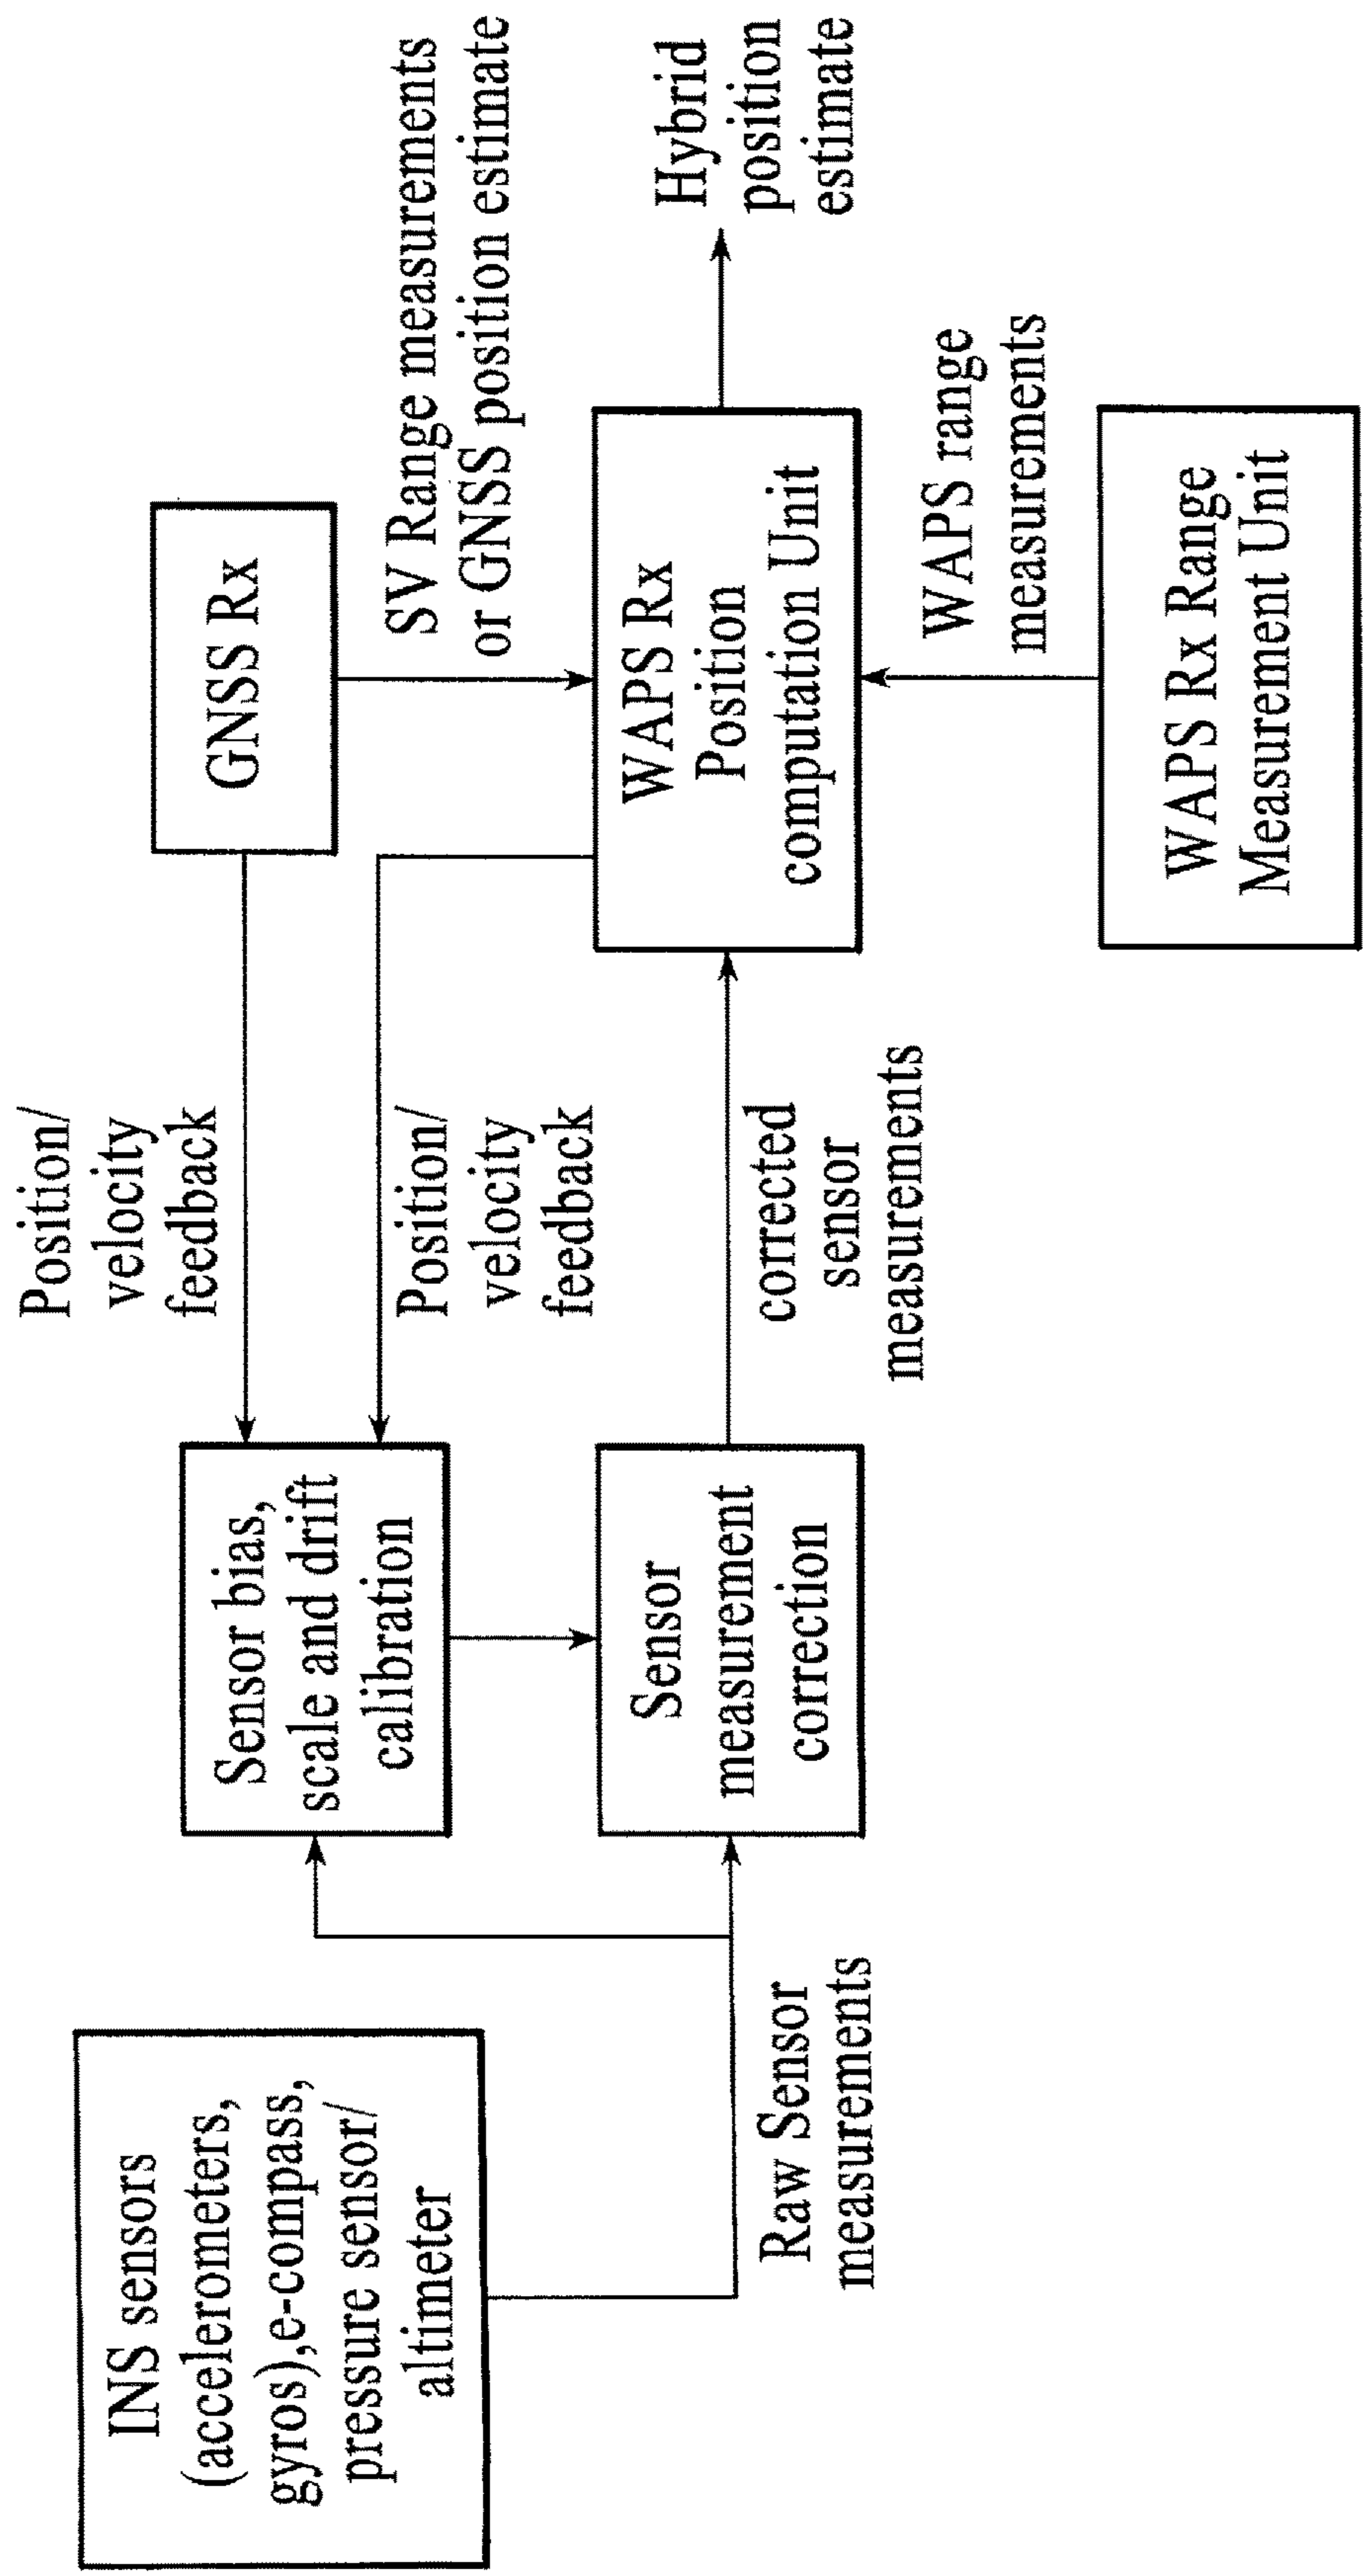 INS sensors
(accelerometers,
gyros),e-compass,
pressure sensor/
altimeter
Raw Sensor
measurements
Sensor bias,
scale and drift
calibration
Sensor
measurement
correction
Position/
velocity
feedback
Position/
velocity
feedback
corrected
sensor
measurements
GNSS Rx
SV Range measurements
or GNSS position estimate
WAPS Rx
Position
computation Unit
Hybrid
position
estimate
WAPS range
measurements
WAPS Rx Range
Measurement Unit